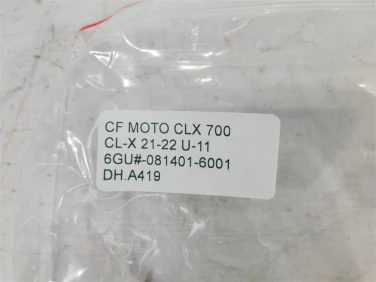 CF MOTO CLX 700
CL-X 21-22 U-11
6GU#-081401-6001
DH.A419